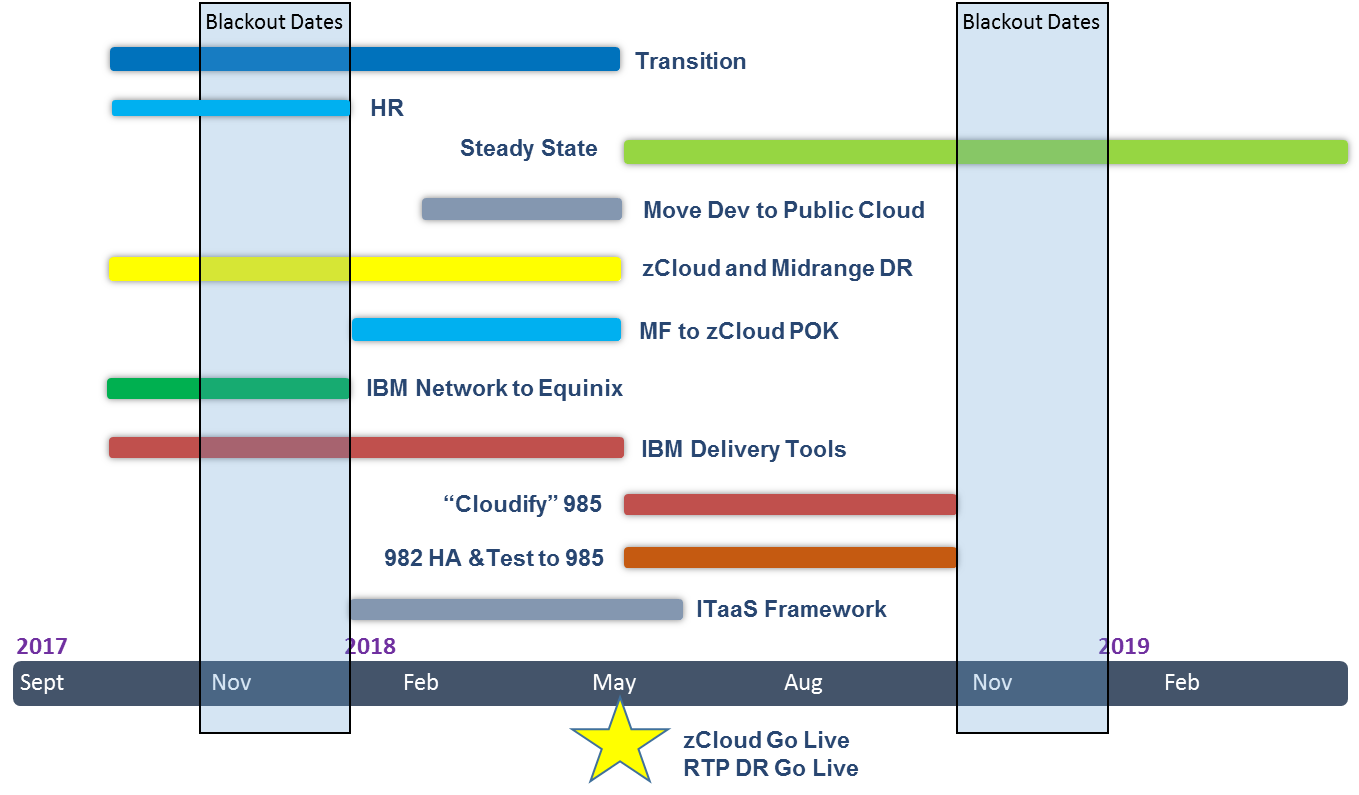 Blackout Dates
Blackout Dates
Transition
HR
Steady State
Move Dev to Public Cloud
zCloud and Midrange DR
MF to zCloud POK
IBM Network to Equinix
IBM Delivery Tools
“Cloudify” 985
982 HA & Test to 985
ITaaS Framework
2017
2018
2019
Sept
Nov
Feb
May
Aug
Nov
Feb
zCloud Go Live
RTP DR Go Live